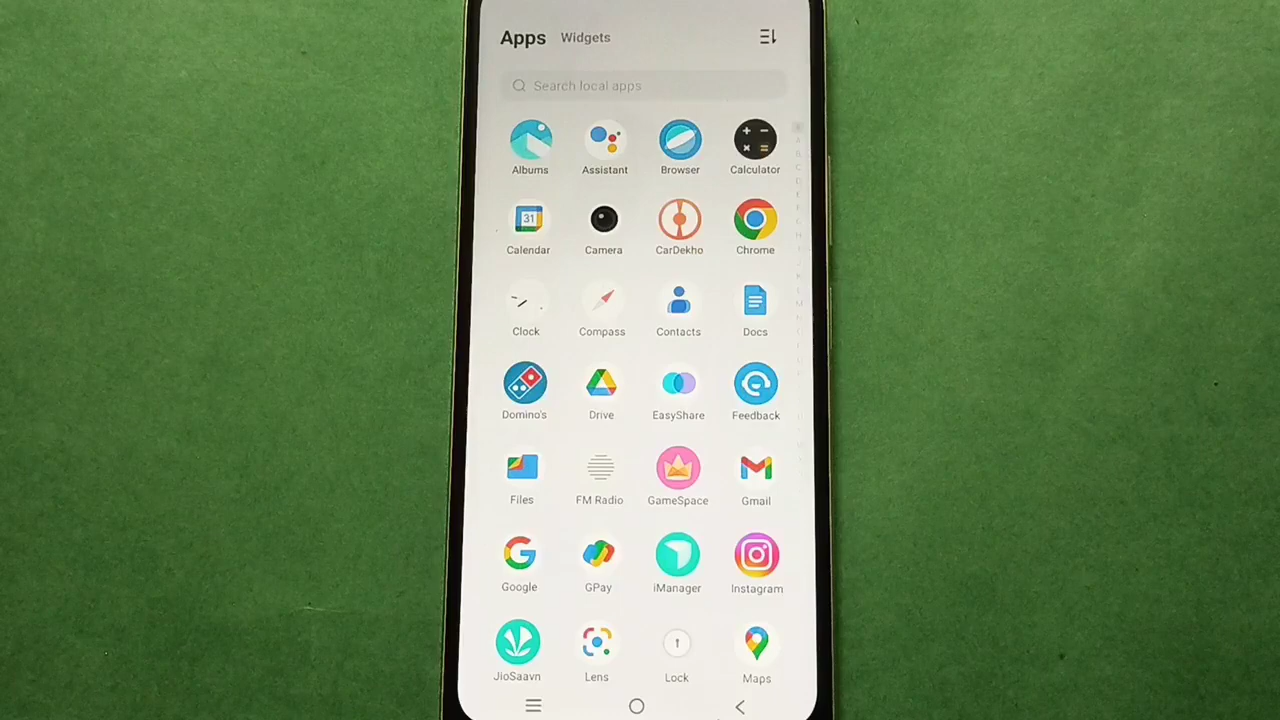 Apps Widgets
Search local apps
Albums Assistant Browser Calculator
31
Calendar Camera CarDekho Chrome
Clock Compass Contacts Docs
Domino's Drive EasyShare Feedback
Files FM Radio GameSpace Gmail
Google GPay iManager Instagram
JioSaavn Lens Lock Maps